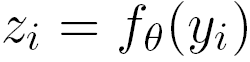 z_i = f_θ(y_i)